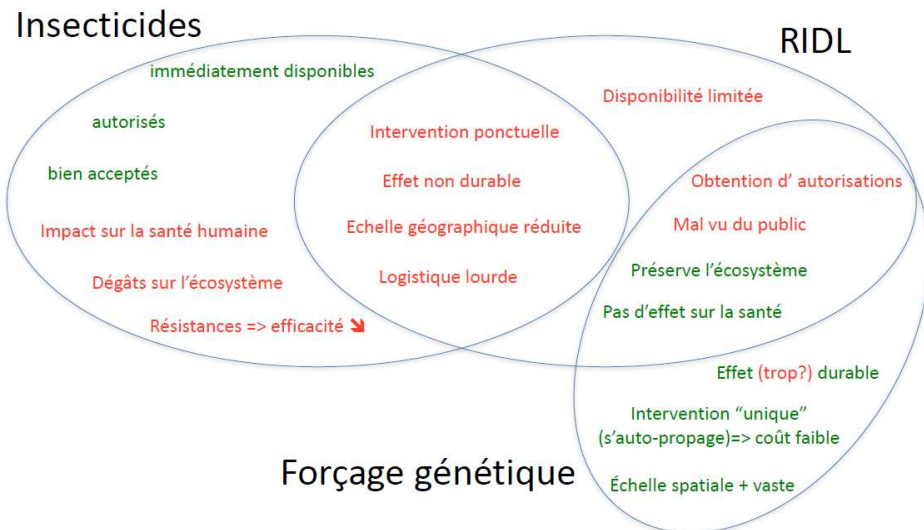 Insecticides
RIDL
immédiatement disponibles
autorisés
bien acceptés
Impact sur la santé humaine
Dégâts sur l’écosystème
Résistances => efficacité ↘
Intervention ponctuelle
Effet non durable
Echelle géographique réduite
Logistique lourde
Disponibilité limitée
Obtention d’ autorisations
Mal vu du public
Préserve l’écosystème
Pas d’effet sur la santé
Effet (trop?) durable
Intervention “unique”
(s’auto-propage)=> coût faible
Échelle spatiale + vaste
Forçage génétique